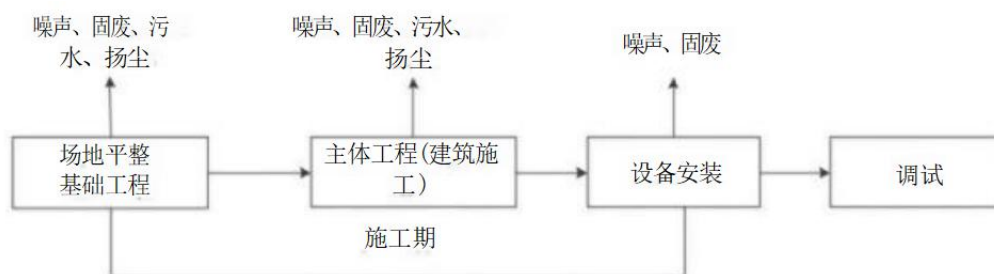 噪声、固废、污
水、扬尘
噪声、固废、污水、
扬尘
噪声、固废
场地平整
基础工程
主体工程(建筑施
工）
设备安装
调试
施工期